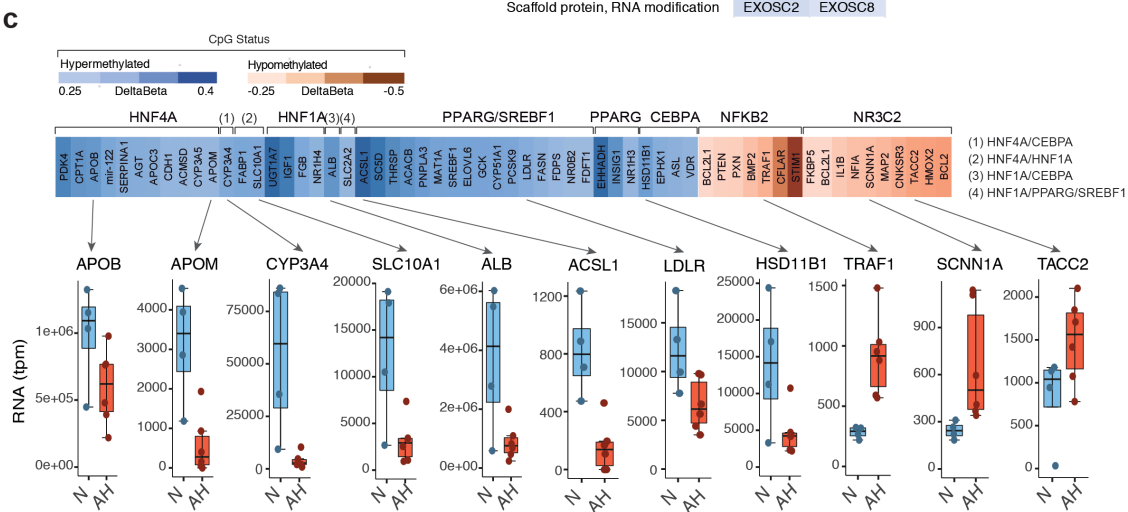 Scaffold protein, RNA modification EXOSC2 EXOSC8
c
CpG Status
Hypermethylated Hypomethylated
0.25 DeltaBeta 0.4 -0.25 DeltaBeta -0.5
HNF4A (1) (2) HNF1A (3) (4) PPARG/SREBF1 PPARG CEBPA NFKB2 NR3C2
PDK4 CPT1A APOB mir-122 SERPINA1 AGT APOC3 CDH1 ACMSD CYP3A5 APOM CYP3A4 FABP1 SLC10A1 UGT1A7 IGF1 FGB NR1H4 ALB SLC2A2 ACSL1 SC5D THRSP ACACB PNPLA3 MAT1A SREBF1 ELOVL6 GCK CYP51A1 PCSK9 LDLR FASN FDPS NROB2 FDFT1 EHHADH INSIG1 NR1H3 HSD11B1 EPHX1 ASL VDR BCL2L1 PTEN PXN BMP2 TRAF1 CFLAR STIM1 FKBP5 BCL2L1 IL1B NFIA SCNN1A MAP2 CNKSR3 TACC2 HMOX2 BCL2
(1) HNF4A/CEBPA
(2) HNF4A/HNF1A
(3) HNF1A/CEBPA
(4) HNF1A/PPARG/SREBF1
APOB APOM CYP3A4 SLC10A1 ALB ACSL1 LDLR HSD11B1 TRAF1 SCNN1A TACC2
RNA (tpm)
1e+06
5e+05
0e+00
N AH
4000
3000
2000
1000
0
N AH
75000
50000
25000
0
N AH
20000
15000
10000
5000
0
N AH
6e+06
4e+06
2e+06
0e+00
N AH
1200
800
400
0
N AH
15000
10000
5000
0
N AH
25000
20000
15000
10000
5000
0
N AH
1500
1000
500
0
N AH
900
600
300
0
N AH
2000
1500
1000
500
0
N AH